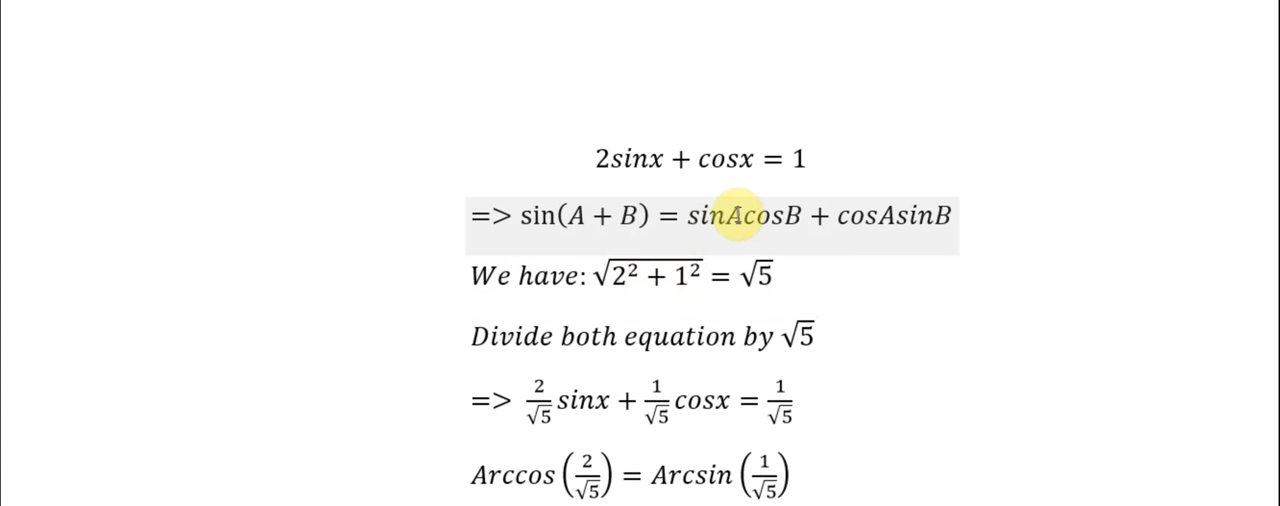 2sinx + cosx = 1
=> sin(A + B) = sinAcosB + cosAsinB
We have: √(2² + 1²) = √5
Divide both equation by √5
=> 2/√5 sinx + 1/√5 cosx = 1/√5
Arccos (2/√5) = Arcsin (1/√5)